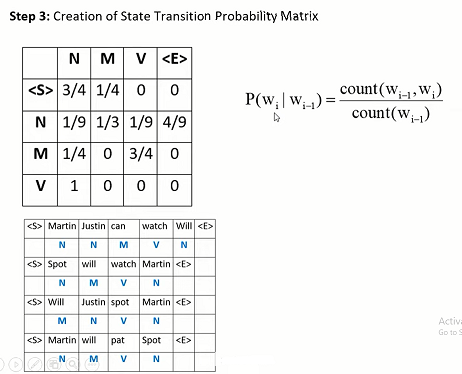 Step 3: Creation of State Transition Probability Matrix
N M V <E>
<S> 3/4 1/4 0 0
N 1/9 1/3 1/9 4/9
M 1/4 0 3/4 0
V 1 0 0 0
P(wᵢ | wᵢ₋₁) = count(wᵢ₋₁, wᵢ)
count(wᵢ₋₁)
<S> Martin Justin can watch Will <E>
N N M V N
<S> Spot will watch Martin <E>
N M V N
<S> Will Justin spot Martin <E>
M N V N
<S> Martin will pat Spot <E>
N M V N